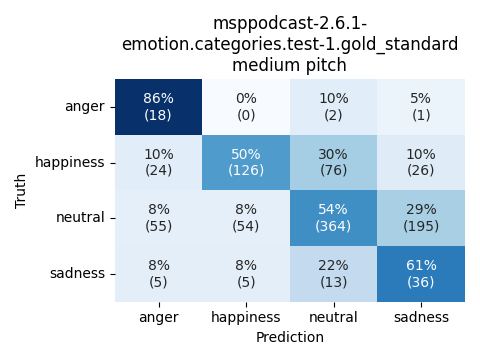 msppodcast-2.6.1-
emotion.categories.test-1.gold_standard
medium pitch
Truth
anger
86% 0% 10% 5%
(18) (0) (2) (1)
happiness
10% 50% 30% 10%
(24) (126) (76) (26)
neutral
8% 8% 54% 29%
(55) (54) (364) (195)
sadness
8% 8% 22% 61%
(5) (5) (13) (36)
anger happiness neutral sadness
Prediction